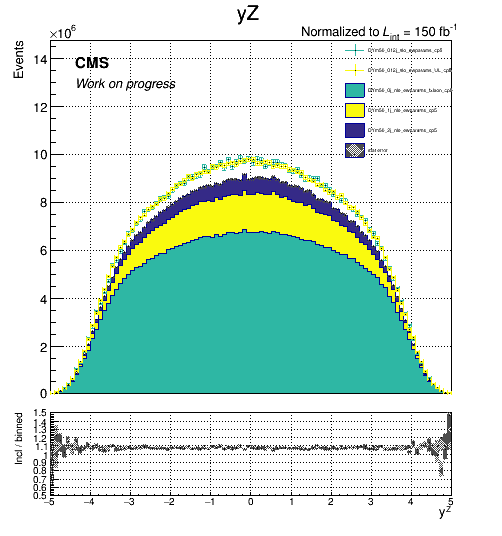 yZ
Normalized to L_int = 150 fb⁻¹
×10⁶
Events
CMS
Work on progress
14
12
10
8
6
4
2
0
stat error
Incl / binned
1.5
1.4
1.3
1.2
1.1
1
0.9
0.8
0.7
0.6
0.5
−5 −4 −3 −2 −1 0 1 2 3 4 5
y^Z